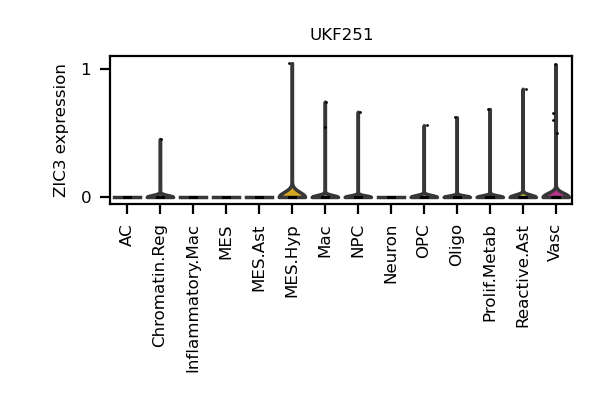 UKF251
ZIC3 expression
1
0
AC
Chromatin.Reg
Inflammatory.Mac
MES
MES.Ast
MES.Hyp
Mac
NPC
Neuron
OPC
Oligo
Prolif.Metab
Reactive.Ast
Vasc